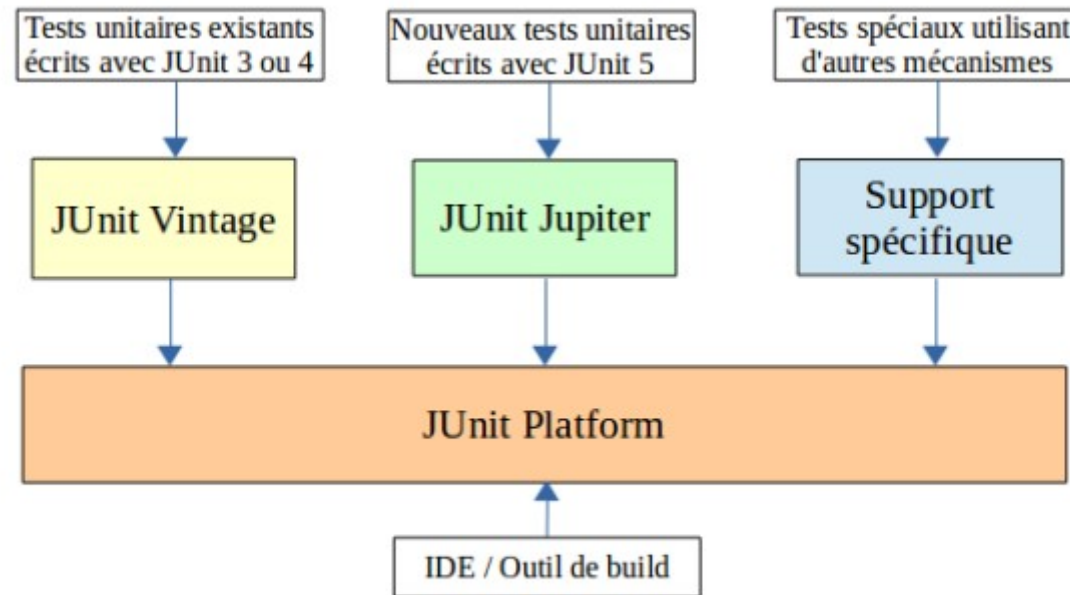 Tests unitaires existants
écrits avec JUnit 3 ou 4
Nouveaux tests unitaires
écrits avec JUnit 5
Tests spéciaux utilisant
d'autres mécanismes
JUnit Vintage
JUnit Jupiter
Support
spécifique
JUnit Platform
IDE / Outil de build